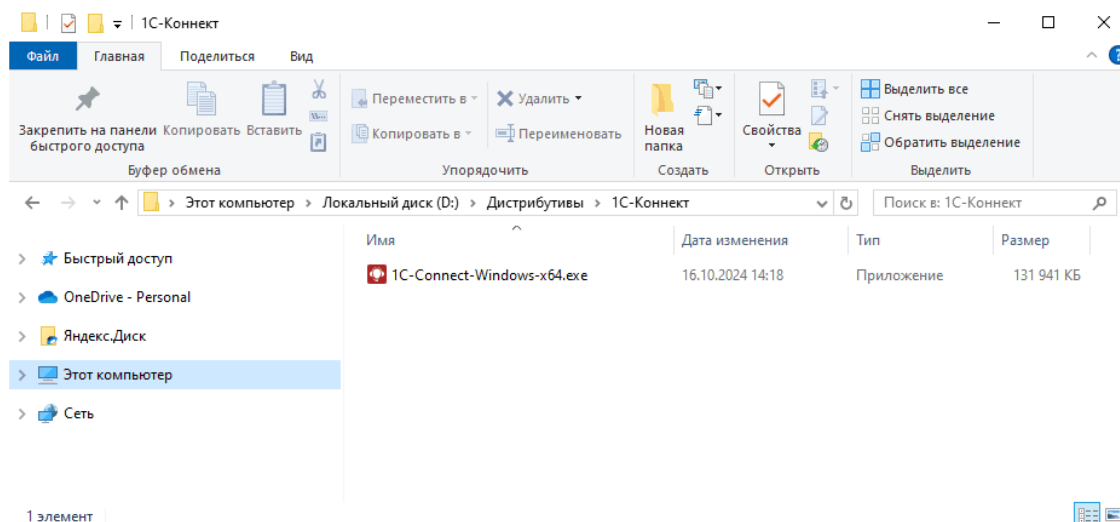 1С-Коннект
Файл Главная Поделиться Вид
Закрепить на панели быстрого доступа
Копировать
Вставить
Буфер обмена
Переместить в
Копировать в
Удалить
Переименовать
Упорядочить
Новая папка
Создать
Свойства
Открыть
Выделить все
Снять выделение
Обратить выделение
Выделить
Этот компьютер > Локальный диск (D:) > Дистрибутивы > 1С-Коннект
Поиск в: 1С-Коннект
Быстрый доступ
OneDrive - Personal
Яндекс.Диск
Этот компьютер
Сеть
Имя Дата изменения Тип Размер
1C-Connect-Windows-x64.exe 16.10.2024 14:18 Приложение 131 941 КБ
1 элемент